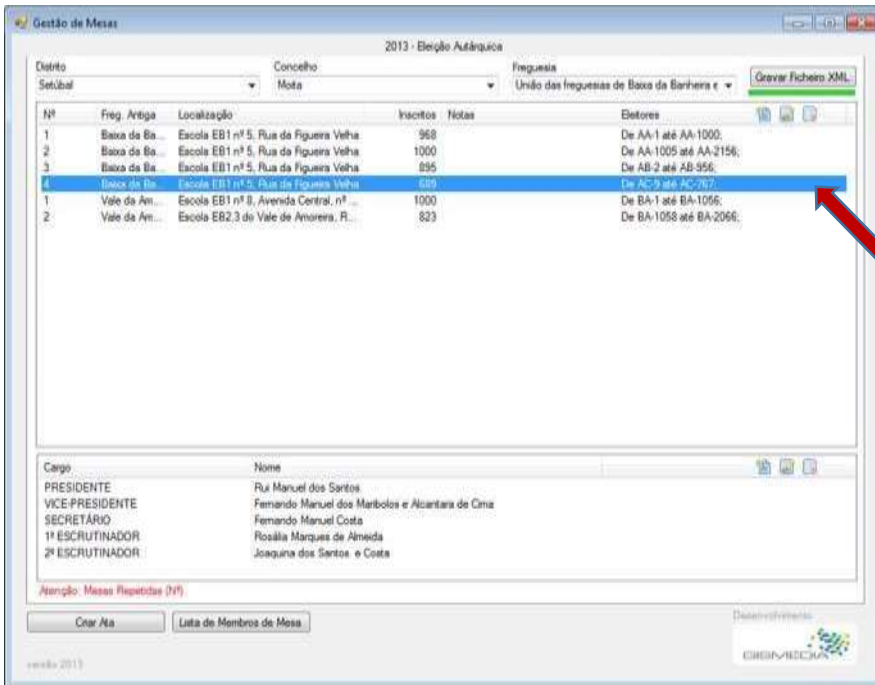 Gestão de Mesas
2013 - Eleição Autárquica
Distrito Concelho Freguesia
Setúbal Moita União das freguesias de Baixa da Banheira e
Gravar Ficheiro XML
Nº Freg. Antiga Localização Inscritos Notas Eleitores
1 Baixa da Ba... Escola EB1 nº 5, Rua da Figueira Velha 968 De AA-1 até AA-1000;
2 Baixa da Ba... Escola EB1 nº 5, Rua da Figueira Velha 1000 De AA-1005 até AA-2156;
3 Baixa da Ba... Escola EB1 nº 5, Rua da Figueira Velha 895 De AB-2 até AB-956;
4 Baixa da Ba... Escola EB1 nº 5, Rua da Figueira Velha 689 De AC-9 até AC-767;
1 Vale da Am... Escola EB1 nº 8, Avenida Central, nº ... 1000 De BA-1 até BA-1056;
2 Vale da Am... Escola EB2,3 do Vale de Amoreira, R... 823 De BA-1058 até BA-2066;
Cargo Nome
PRESIDENTE Rui Manuel dos Santos
VICE-PRESIDENTE Fernando Manuel dos Maribolos e Alcantara de Cima
SECRETÁRIO Fernando Manuel Costa
1º ESCRUTINADOR Rosália Marques de Almeida
2º ESCRUTINADOR Joaquina dos Santos e Costa
Atenção: Mesas Repetidas (Nº)
Criar Ata Lista de Membros de Mesa
Desenvolvimento
versão 2013